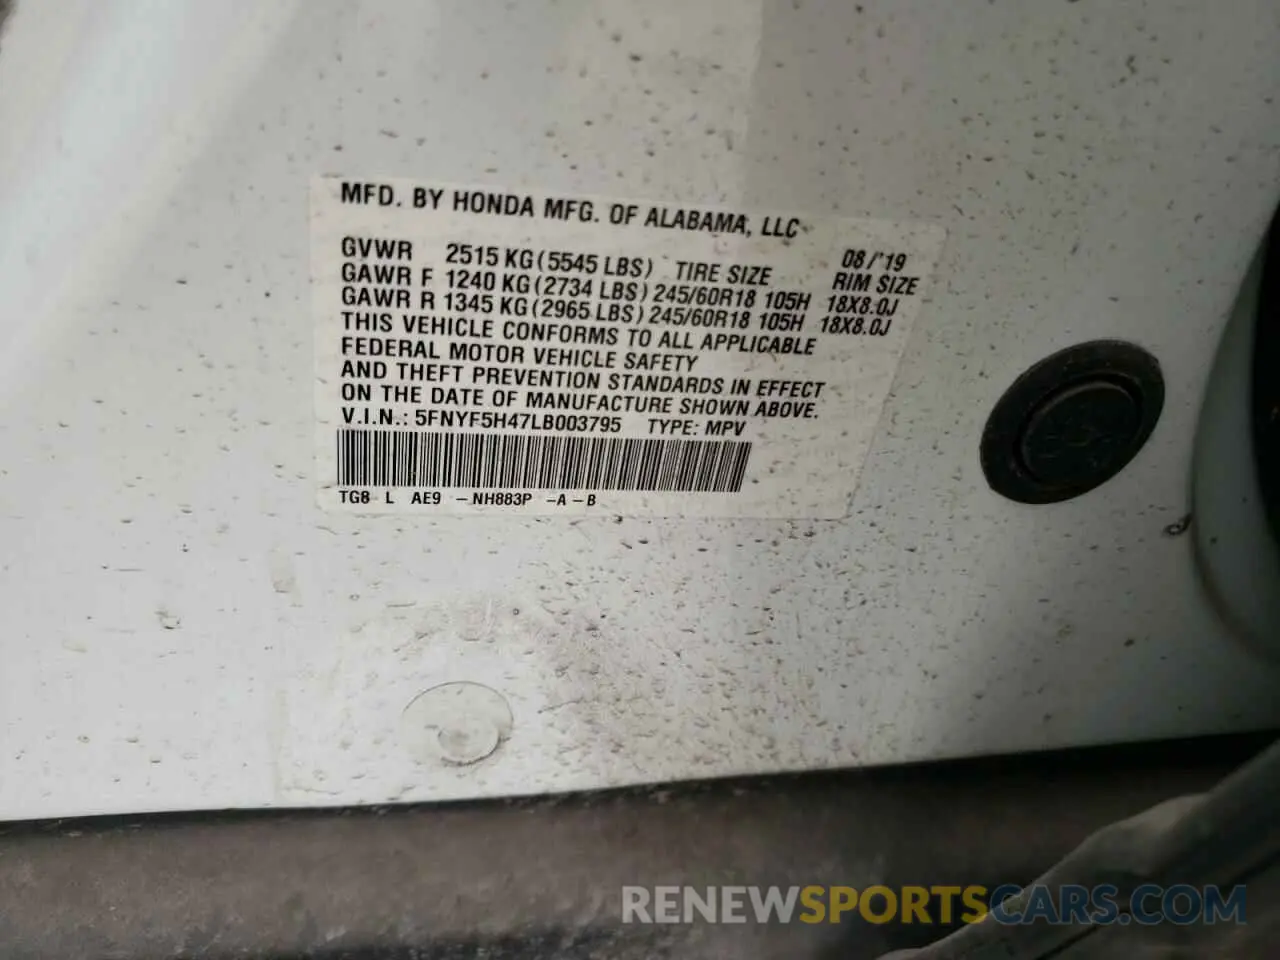 MFD. BY HONDA MFG. OF ALABAMA, LLC
08/'19
GVWR 2515 KG (5545 LBS) TIRE SIZE RIM SIZE
GAWR F 1240 KG (2734 LBS) 245/60R18 105H 18X8.0J
GAWR R 1345 KG (2965 LBS) 245/60R18 105H 18X8.0J
THIS VEHICLE CONFORMS TO ALL APPLICABLE
FEDERAL MOTOR VEHICLE SAFETY
AND THEFT PREVENTION STANDARDS IN EFFECT
ON THE DATE OF MANUFACTURE SHOWN ABOVE.
V.I.N.: 5FNYF5H47LB003795 TYPE: MPV
TG8 L AE9 – NH883P –A – B
RENEWSPORTSCARS.COM